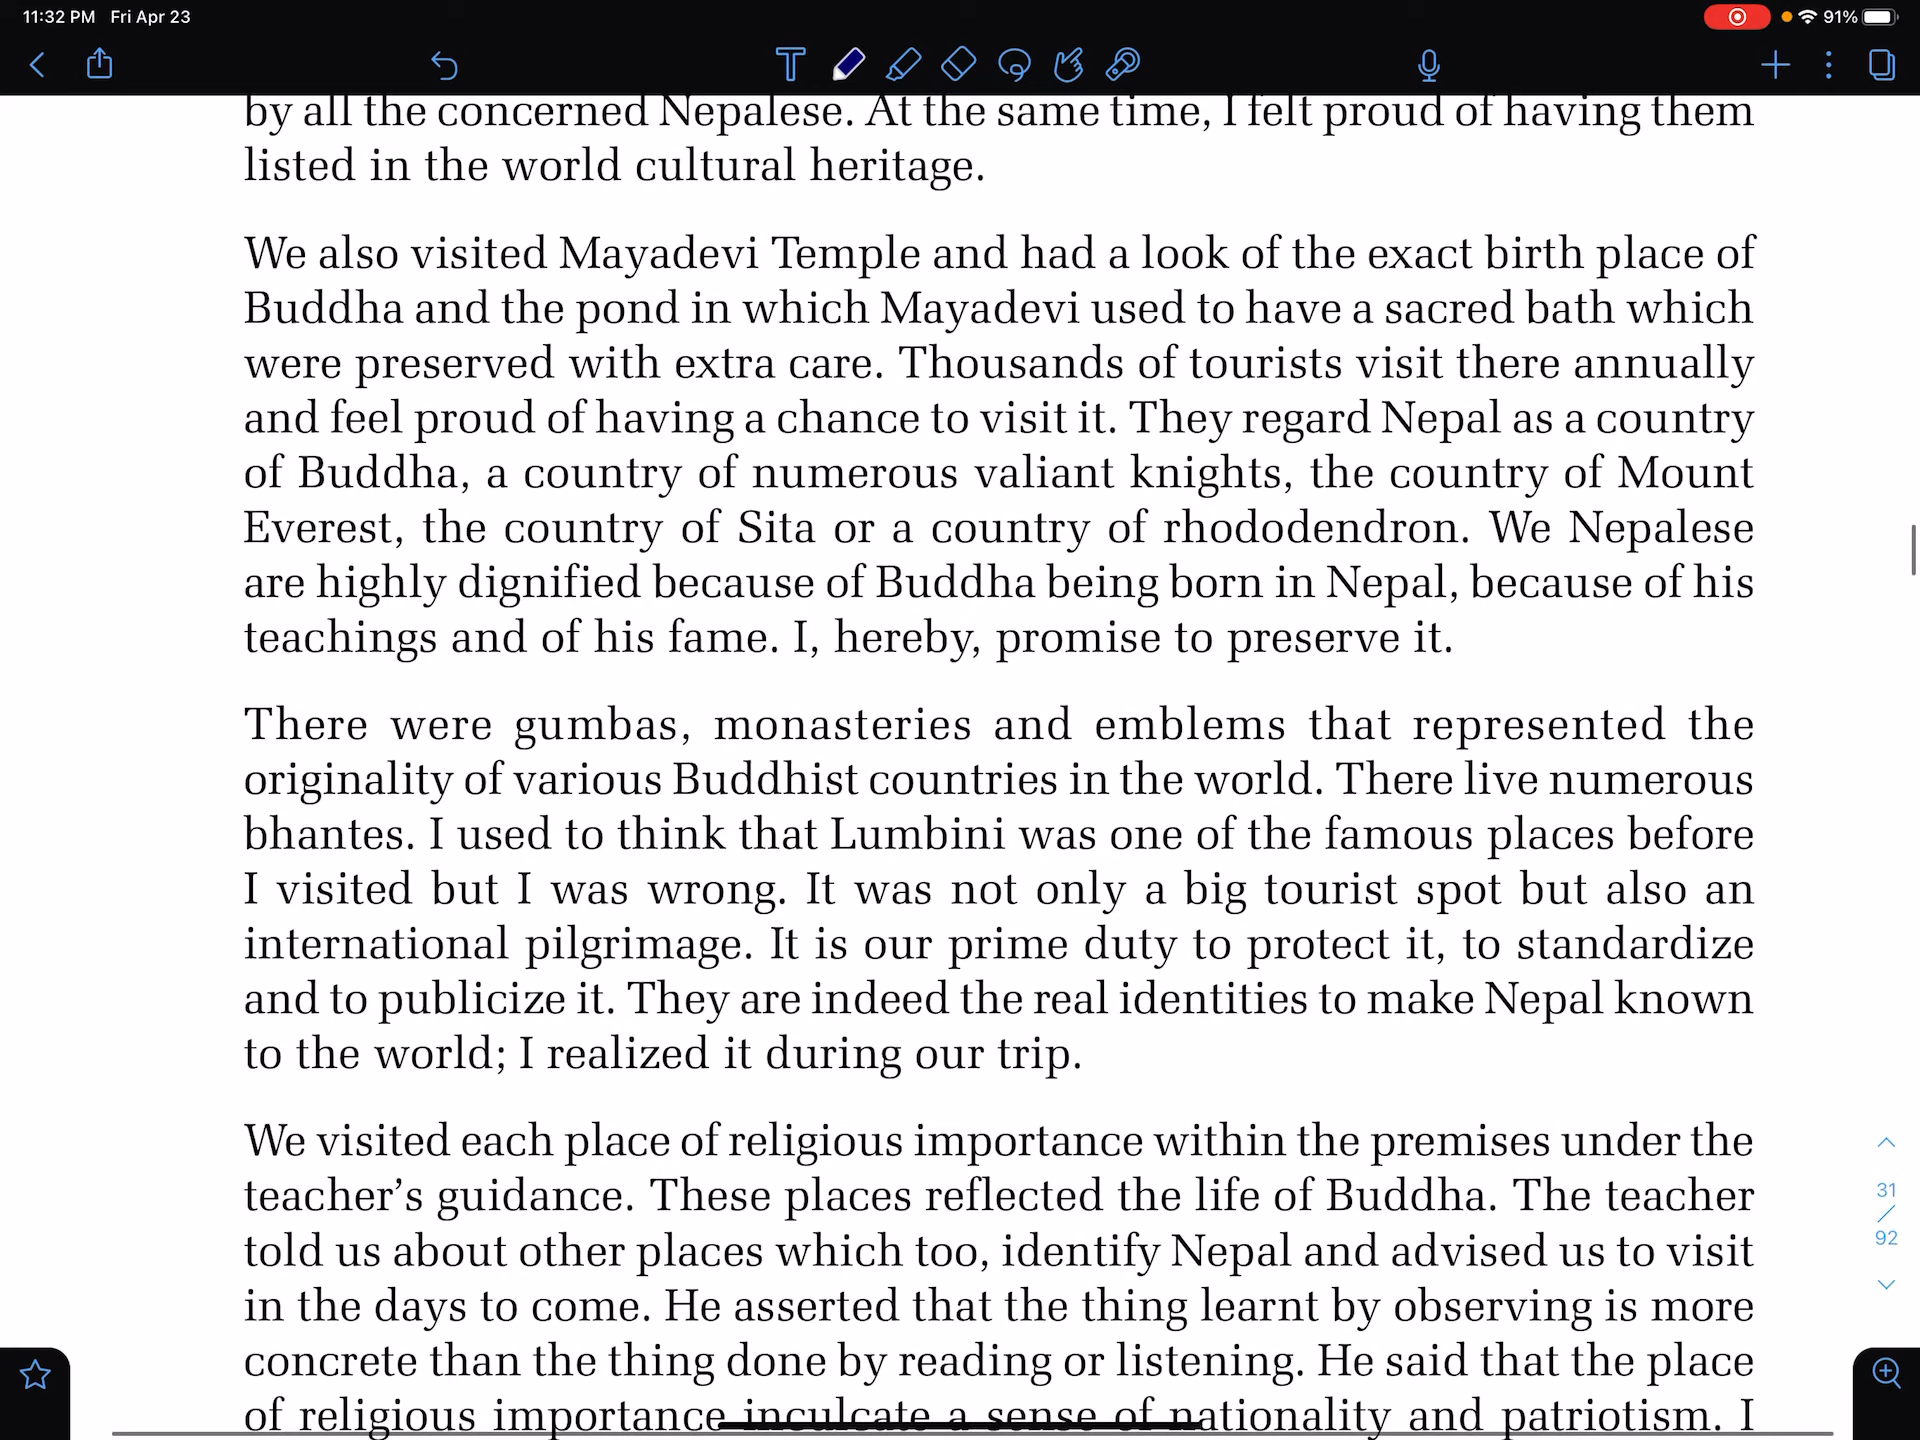 11:32 PM Fri Apr 23
91%
by all the concerned Nepalese. At the same time, I felt proud of having them
listed in the world cultural heritage.
We also visited Mayadevi Temple and had a look of the exact birth place of
Buddha and the pond in which Mayadevi used to have a sacred bath which
were preserved with extra care. Thousands of tourists visit there annually
and feel proud of having a chance to visit it. They regard Nepal as a country
of Buddha, a country of numerous valiant knights, the country of Mount
Everest, the country of Sita or a country of rhododendron. We Nepalese
are highly dignified because of Buddha being born in Nepal, because of his
teachings and of his fame. I, hereby, promise to preserve it.
There were gumbas, monasteries and emblems that represented the
originality of various Buddhist countries in the world. There live numerous
bhantes. I used to think that Lumbini was one of the famous places before
I visited but I was wrong. It was not only a big tourist spot but also an
international pilgrimage. It is our prime duty to protect it, to standardize
and to publicize it. They are indeed the real identities to make Nepal known
to the world; I realized it during our trip.
We visited each place of religious importance within the premises under the
teacher's guidance. These places reflected the life of Buddha. The teacher
told us about other places which too, identify Nepal and advised us to visit
in the days to come. He asserted that the thing learnt by observing is more
concrete than the thing done by reading or listening. He said that the place
of religious importance inculcate a sense of nationality and patriotism. I
31
/
92